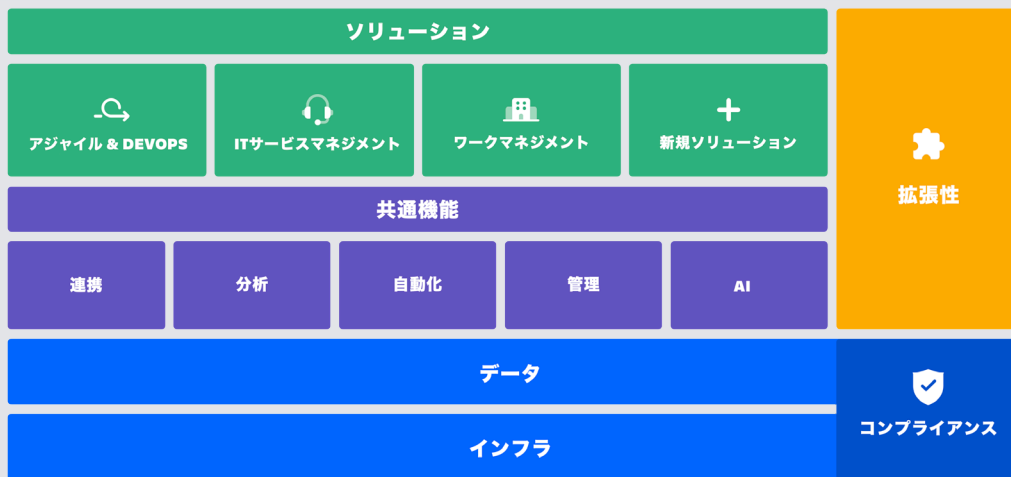 ソリューション
アジャイル & DEVOPS
ITサービスマネジメント
ワークマネジメント
新規ソリューション
拡張性
共通機能
連携
分析
自動化
管理
AI
データ
コンプライアンス
インフラ